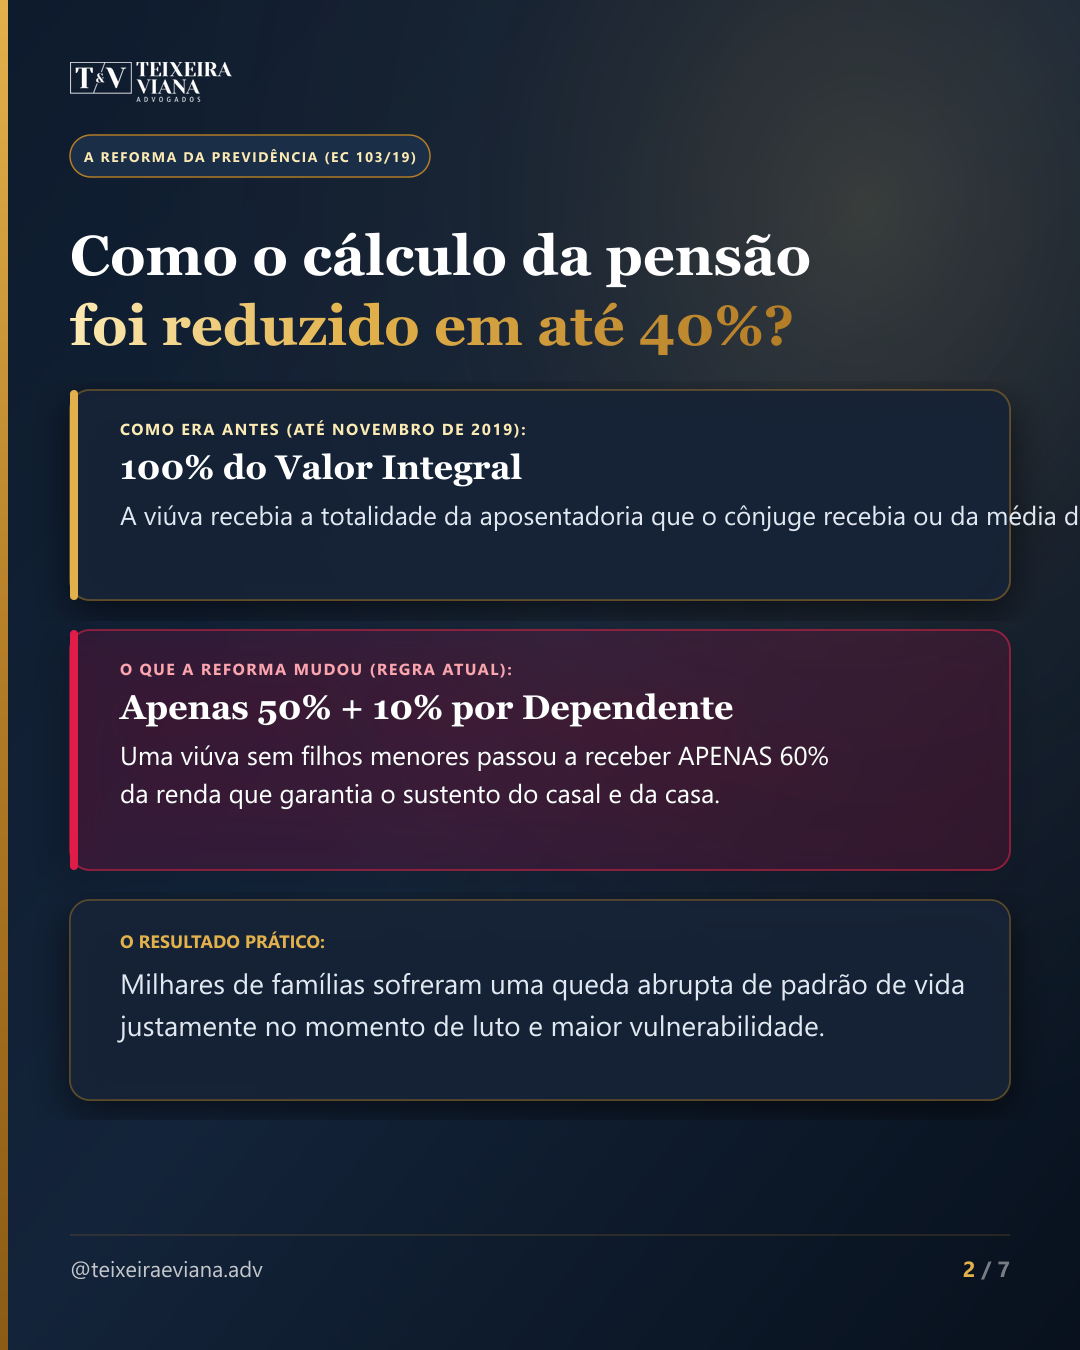 T&V TEIXEIRA
VIANA
ADVOGADOS
A REFORMA DA PREVIDÊNCIA (EC 103/19)
Como o cálculo da pensão
foi reduzido em até 40%?
COMO ERA ANTES (ATÉ NOVEMBRO DE 2019):
100% do Valor Integral
A viúva recebia a totalidade da aposentadoria que o cônjuge recebia ou da média
O QUE A REFORMA MUDOU (REGRA ATUAL):
Apenas 50% + 10% por Dependente
Uma viúva sem filhos menores passou a receber APENAS 60%
da renda que garantia o sustento do casal e da casa.
O RESULTADO PRÁTICO:
Milhares de famílias sofreram uma queda abrupta de padrão de vida
justamente no momento de luto e maior vulnerabilidade.
@teixeiraeviana.adv
2 / 7